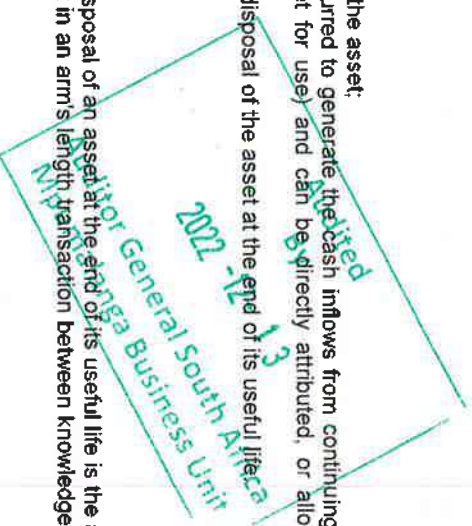 the asset;
urred to generate the cash inflows from continuing
et for use) and can be directly attributed, or allo
disposal of the asset at the end of its useful life.
sposal of an asset at the end of its useful life is the
in an arm's length transaction between knowledge
Audited
By
2022 -12- 13
Auditor General South Africa
Mpumalanga Business Unit